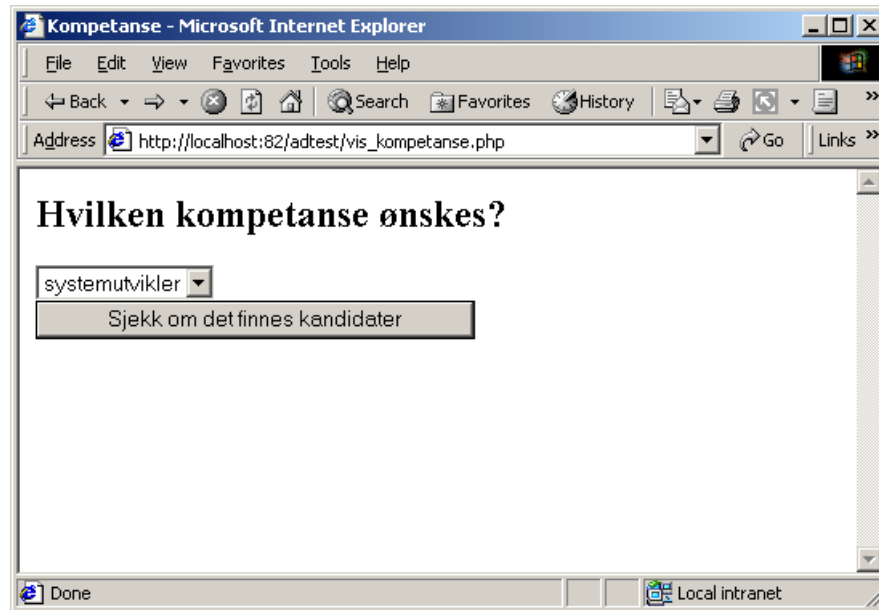 Kompetanse - Microsoft Internet Explorer
File Edit View Favorites Tools Help
Back Search Favorites History »
Address http://localhost:82/adtest/vis_kompetanse.php Go Links »
Hvilken kompetanse ønskes?
systemutvikler
Sjekk om det finnes kandidater
Done Local intranet